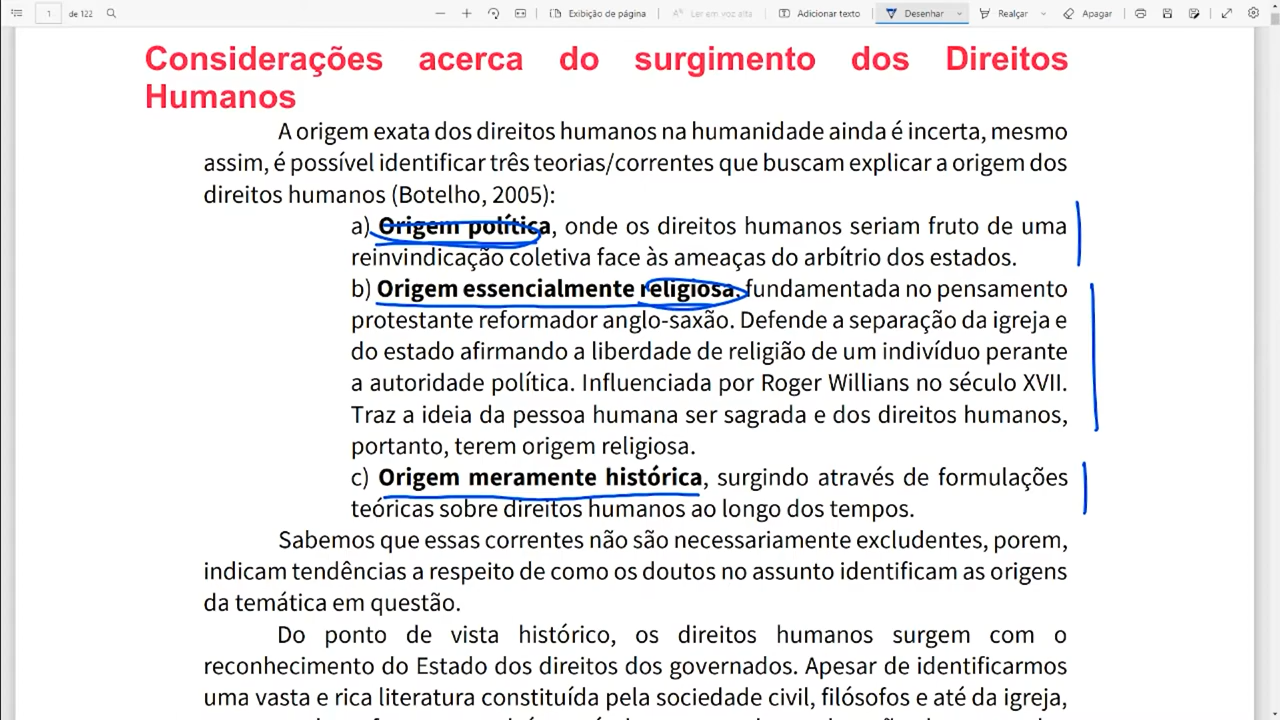 1 de 122 Exibição de página Ler em voz alta Adicionar texto Desenhar Realçar Apagar
Considerações acerca do surgimento dos Direitos
Humanos
A origem exata dos direitos humanos na humanidade ainda é incerta, mesmo
assim, é possível identificar três teorias/correntes que buscam explicar a origem dos
direitos humanos (Botelho, 2005):
a) Origem política, onde os direitos humanos seriam fruto de uma
reinvindicação coletiva face às ameaças do arbítrio dos estados.
b) Origem essencialmente religiosa, fundamentada no pensamento
protestante reformador anglo-saxão. Defende a separação da igreja e
do estado afirmando a liberdade de religião de um indivíduo perante
a autoridade política. Influenciada por Roger Willians no século XVII.
Traz a ideia da pessoa humana ser sagrada e dos direitos humanos,
portanto, terem origem religiosa.
c) Origem meramente histórica, surgindo através de formulações
teóricas sobre direitos humanos ao longo dos tempos.
Sabemos que essas correntes não são necessariamente excludentes, porem,
indicam tendências a respeito de como os doutos no assunto identificam as origens
da temática em questão.
Do ponto de vista histórico, os direitos humanos surgem com o
reconhecimento do Estado dos direitos dos governados. Apesar de identificarmos
uma vasta e rica literatura constituída pela sociedade civil, filósofos e até da igreja,